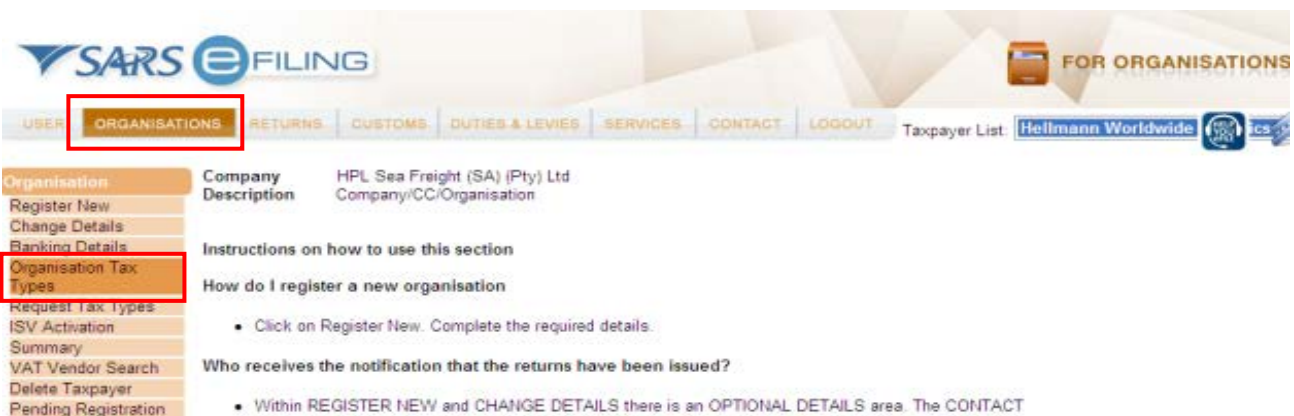 SARS eFILING
FOR ORGANISATIONS
USER ORGANISATIONS RETURNS CUSTOMS DUTIES & LEVIES SERVICES CONTACT LOGOUT Taxpayer List: Hellmann Worldwide ics
Organisation
Register New
Change Details
Banking Details
Organisation Tax
Types
Request Tax Types
ISV Activation
Summary
VAT Vendor Search
Delete Taxpayer
Pending Registration
Company HPL Sea Freight (SA) (Pty) Ltd
Description Company/CC/Organisation
Instructions on how to use this section
How do I register a new organisation
• Click on Register New. Complete the required details.
Who receives the notification that the returns have been issued?
• Within REGISTER NEW and CHANGE DETAILS there is an OPTIONAL DETAILS area. The CONTACT